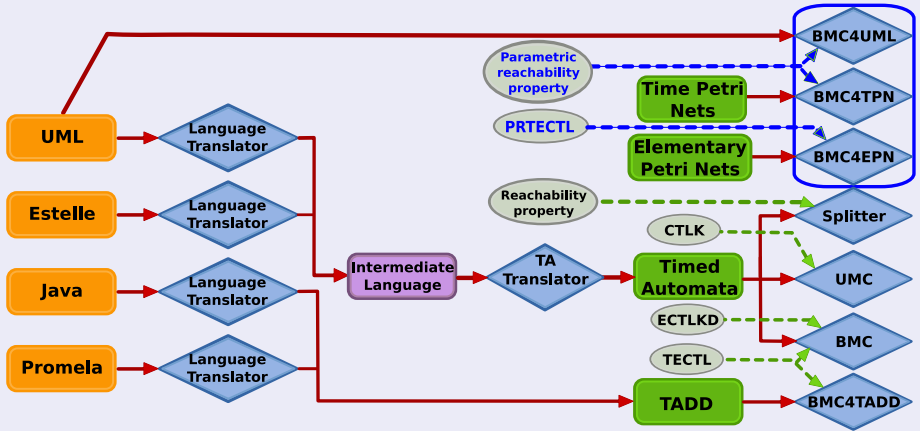 BMC4UML
Parametric
reachability
property
Time Petri
Nets
BMC4TPN
UML
Language
Translator
PRTECTL
Elementary
Petri Nets
BMC4EPN
Estelle
Language
Translator
Reachability
property
Splitter
CTLK
Java
Language
Translator
Intermediate
Language
TA
Translator
Timed
Automata
UMC
ECTLKD
BMC
Promela
Language
Translator
TECTL
TADD
BMC4TADD